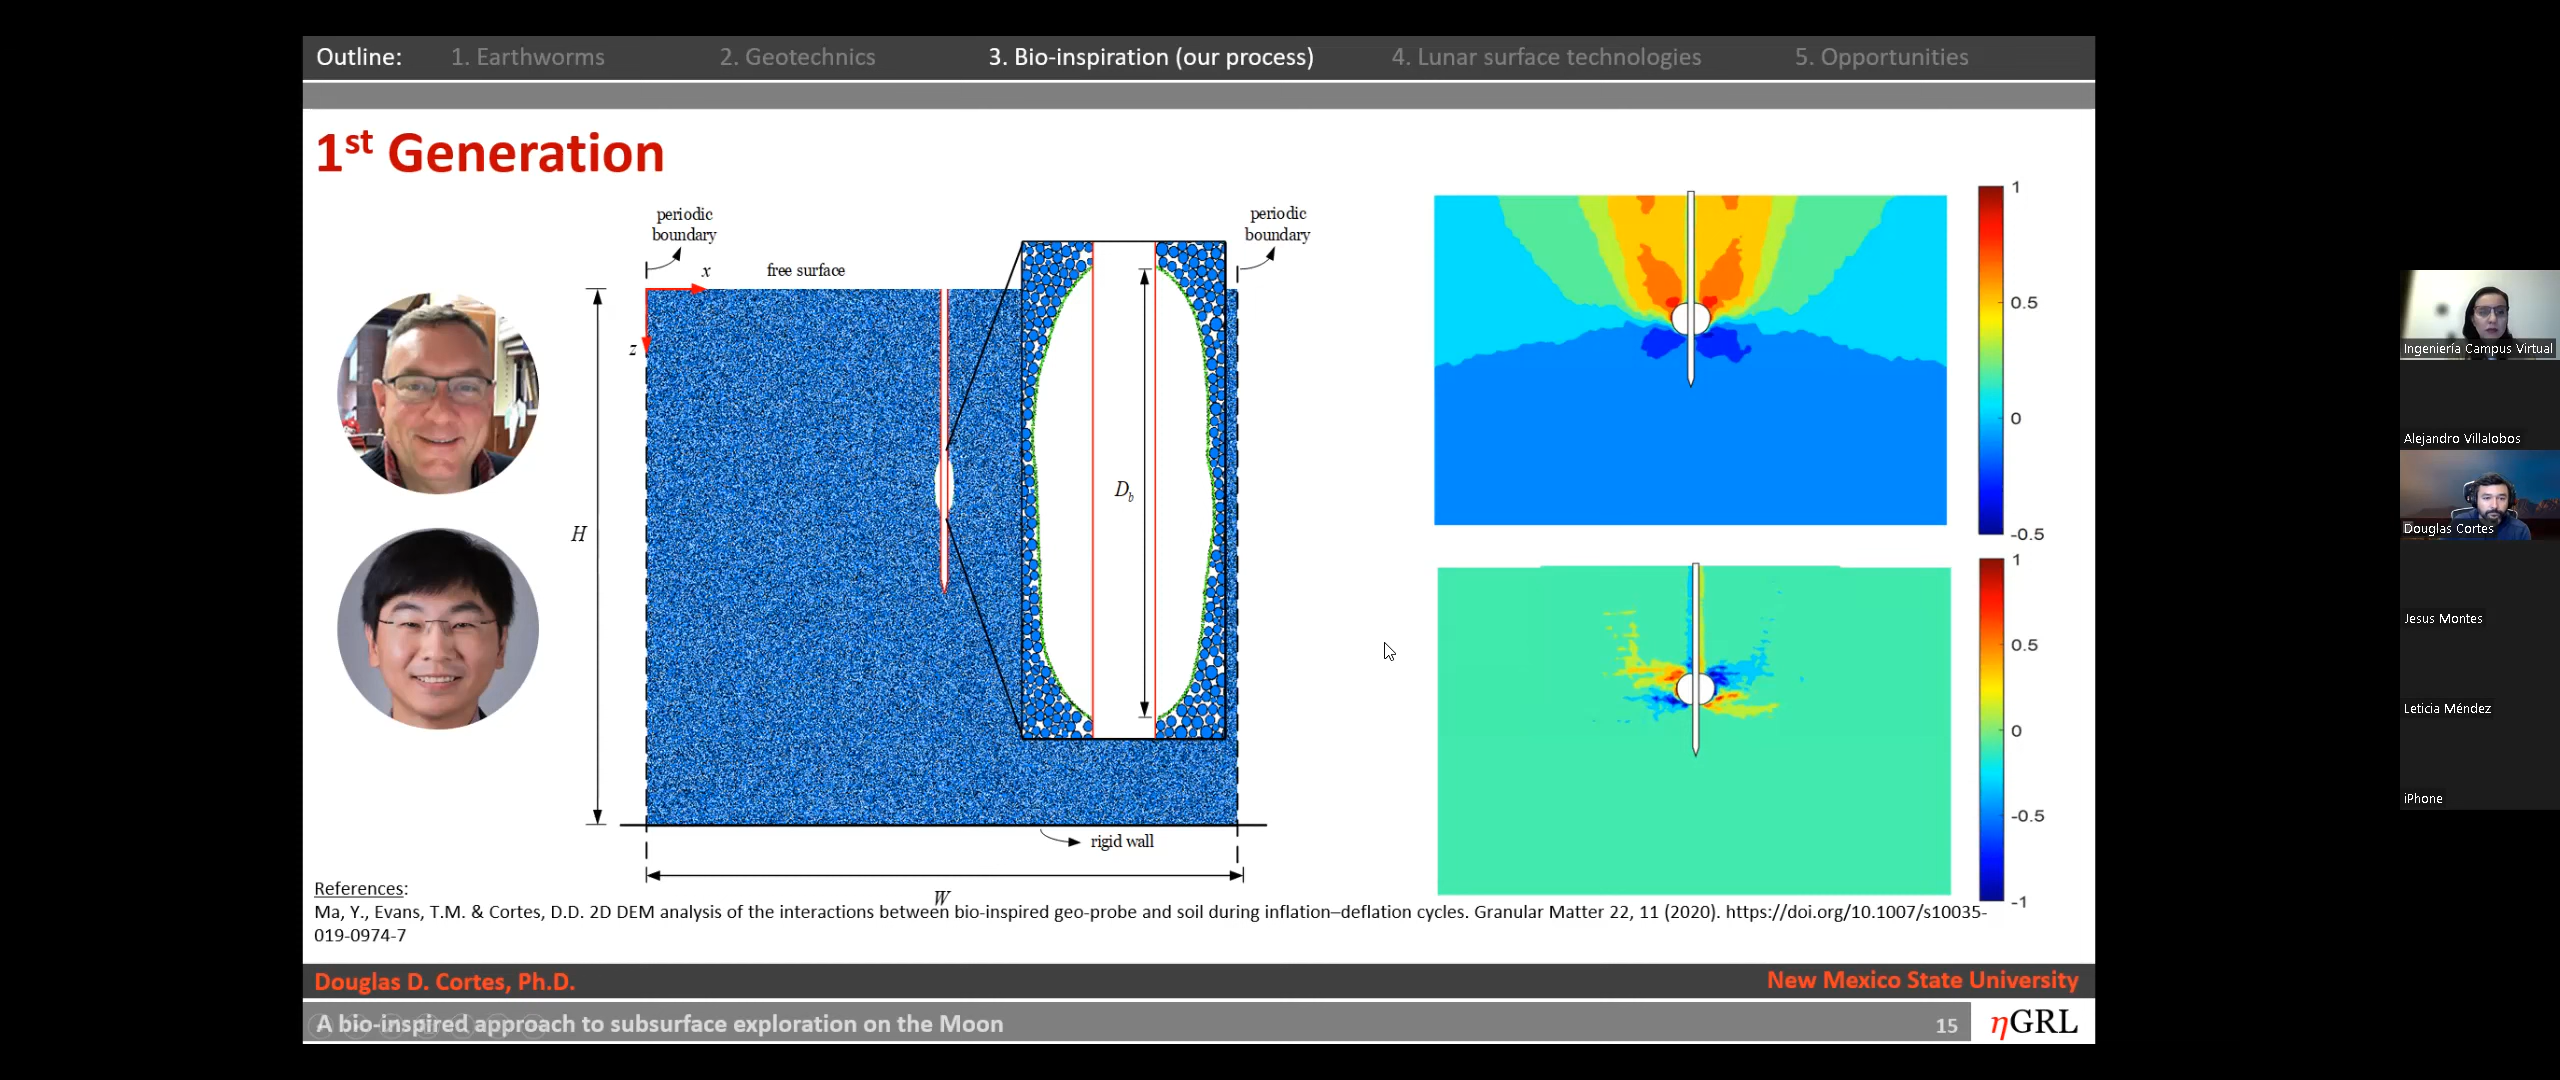 Outline: 1. Earthworms 2. Geotechnics 3. Bio-inspiration (our process) 4. Lunar surface technologies 5. Opportunities
1st Generation
periodic
boundary
x
free surface
z
H
D_b
periodic
boundary
rigid wall
W
1
0.5
0
-0.5
1
0.5
0
-0.5
-1
References:
Ma, Y., Evans, T.M. & Cortes, D.D. 2D DEM analysis of the interactions between bio-inspired geo-probe and soil during inflation–deflation cycles. Granular Matter 22, 11 (2020). https://doi.org/10.1007/s10035-
019-0974-7
Douglas D. Cortes, Ph.D.
New Mexico State University
A bio-inspired approach to subsurface exploration on the Moon
15
ηGRL
Ingeniería Campus Virtual
Alejandro Villalobos
Douglas Cortes
Jesus Montes
Leticia Méndez
iPhone